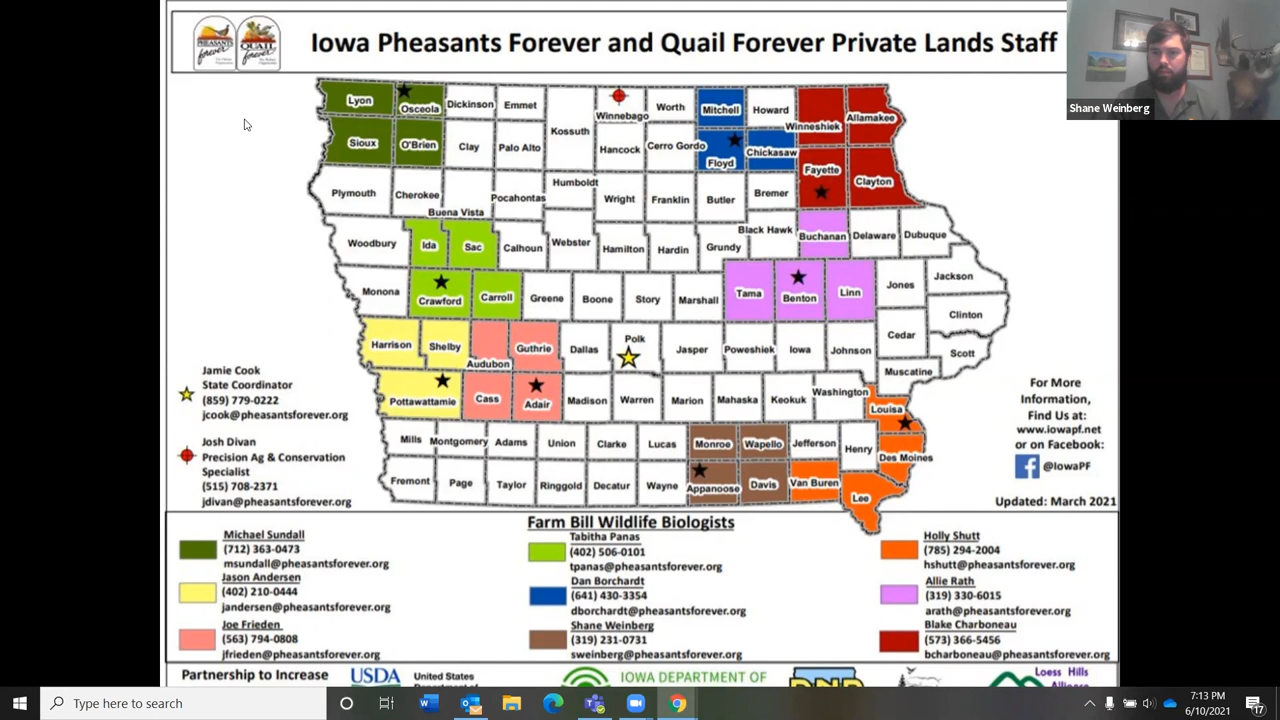 PHEASANTS
forever
QUAIL
forever
Iowa Pheasants Forever and Quail Forever Private Lands Staff
Shane Weinberg
Lyon
Osceola
Dickinson
Emmet
Winnebago
Worth
Mitchell
Howard
Winneshiek
Allamakee
Kossuth
Sioux
O'Brien
Clay
Palo Alto
Hancock
Cerro Gordo
Floyd
Chickasaw
Fayette
Clayton
Plymouth
Cherokee
Buena Vista
Pocahontas
Humboldt
Wright
Franklin
Butler
Bremer
Black Hawk
Buchanan
Delaware
Dubuque
Woodbury
Ida
Sac
Calhoun
Webster
Hamilton
Hardin
Grundy
Monona
Crawford
Carroll
Greene
Boone
Story
Marshall
Tama
Benton
Linn
Jones
Jackson
Clinton
Harrison
Shelby
Audubon
Guthrie
Dallas
Polk
Jasper
Poweshiek
Iowa
Johnson
Cedar
Scott
Muscatine
Pottawattamie
Cass
Adair
Madison
Warren
Marion
Mahaska
Keokuk
Washington
Louisa
Mills
Montgomery
Adams
Union
Clarke
Lucas
Monroe
Wapello
Jefferson
Henry
Des Moines
Fremont
Page
Taylor
Ringgold
Decatur
Wayne
Appanoose
Davis
Van Buren
Lee
Jamie Cook
State Coordinator
(859) 779-0222
jcook@pheasantsforever.org
Josh Divan
Precision Ag & Conservation
Specialist
(515) 708-2371
jdivan@pheasantsforever.org
For More
Information,
Find Us at:
www.iowapf.net
or on Facebook:
@IowaPF
Updated: March 2021
Farm Bill Wildlife Biologists
Michael Sundall
(712) 363-0473
msundall@pheasantsforever.org
Jason Andersen
(402) 210-0444
jandersen@pheasantsforever.org
Joe Frieden
(563) 794-0808
jfrieden@pheasantsforever.org
Tabitha Panas
(402) 506-0101
tpanas@pheasantsforever.org
Dan Borchardt
(641) 430-3354
dborchardt@pheasantsforever.org
Shane Weinberg
(319) 231-0731
sweinberg@pheasantsforever.org
Holly Shutt
(785) 294-2004
hshutt@pheasantsforever.org
Allie Rath
(319) 330-6015
arath@pheasantsforever.org
Blake Charboneau
(573) 366-5456
bcharboneau@pheasantsforever.org
Partnership to Increase
USDA
United States
IOWA DEPARTMENT OF
DNR
Loess Hills
Type here to search
7:13 PM
6/10/2021
17